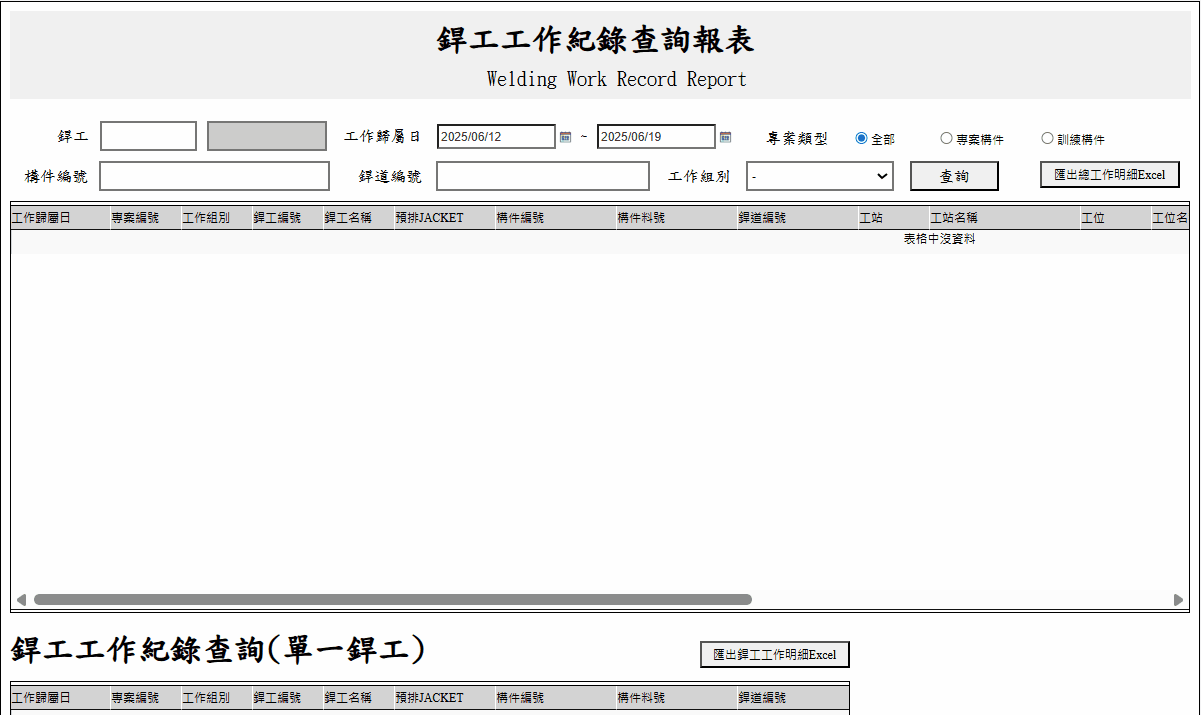 銲工工作紀錄查詢報表
Welding Work Record Report
銲工 工作歸屬日 2025/06/12 ~ 2025/06/19 專案類型 全部 專案構件 訓練構件
構件編號 銲道編號 工作組別 - 查詢 匯出總工作明細Excel
工作歸屬日 專案編號 工作組別 銲工編號 銲工名稱 預排JACKET 構件編號 構件料號 銲道編號 工站 工站名稱 工位 工位名
表格中沒資料
銲工工作紀錄查詢(單一銲工) 匯出銲工工作明細Excel
工作歸屬日 專案編號 工作組別 銲工編號 銲工名稱 預排JACKET 構件編號 構件料號 銲道編號